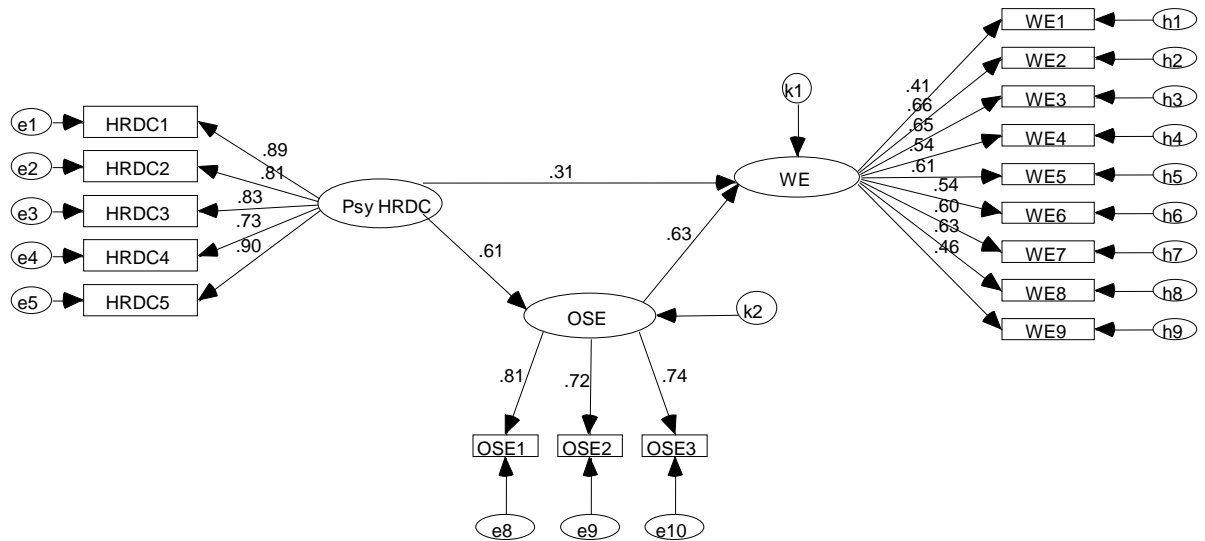 e1
HRDC1
.89
e2
HRDC2
.81
e3
HRDC3
.83
e4
HRDC4
.73
e5
HRDC5
.90
Psy HRDC
.31
.61
k1
WE
.63
OSE
k2
.81
.72
.74
OSE1
OSE2
OSE3
e8
e9
e10
.41
.66
.65
.54
.61
.54
.60
.63
.46
WE1
h1
WE2
h2
WE3
h3
WE4
h4
WE5
h5
WE6
h6
WE7
h7
WE8
h8
WE9
h9